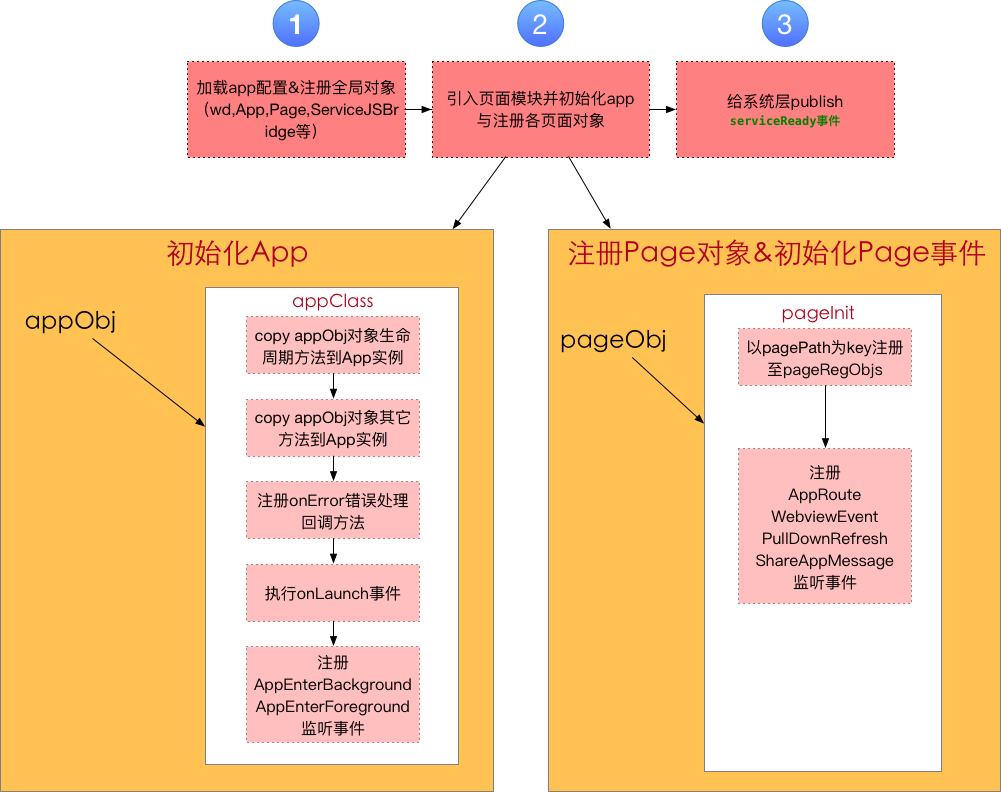 1
2
3
加载app配置&注册全局对象
（wd,App,Page,ServiceJSBr
idge等）
引入页面模块并初始化app
与注册各页面对象
给系统层publish
serviceReady事件
初始化App
appObj
appClass
copy appObj对象生命
周期方法到App实例
copy appObj对象其它
方法到App实例
注册onError错误处理
回调方法
执行onLaunch事件
注册
AppEnterBackground
AppEnterForeground
监听事件
注册Page对象&初始化Page事件
pageObj
pageInit
以pagePath为key注册
至pageRegObjs
注册
AppRoute
WebviewEvent
PullDownRefresh
ShareAppMessage
监听事件